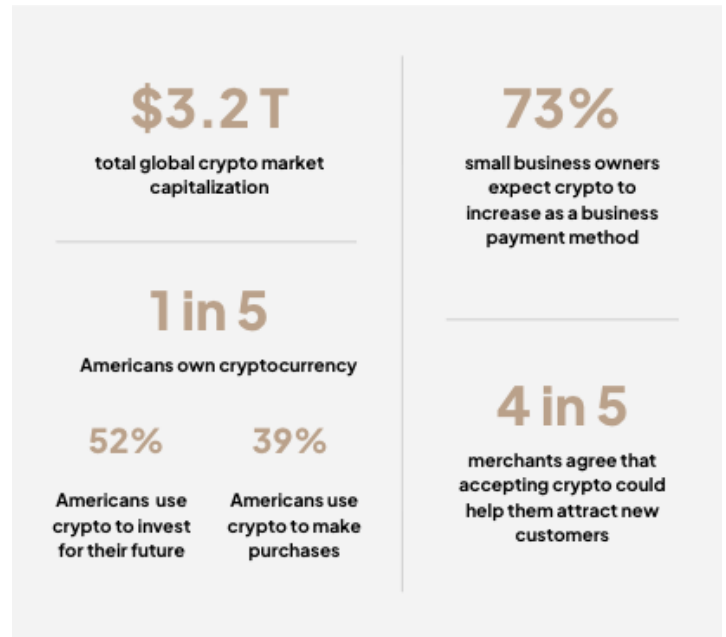 $3.2 T
total global crypto market
capitalization
1 in 5
Americans own cryptocurrency
52%
Americans use
crypto to invest
for their future
39%
Americans use
crypto to make
purchases
73%
small business owners
expect crypto to
increase as a business
payment method
4 in 5
merchants agree that
accepting crypto could
help them attract new
customers